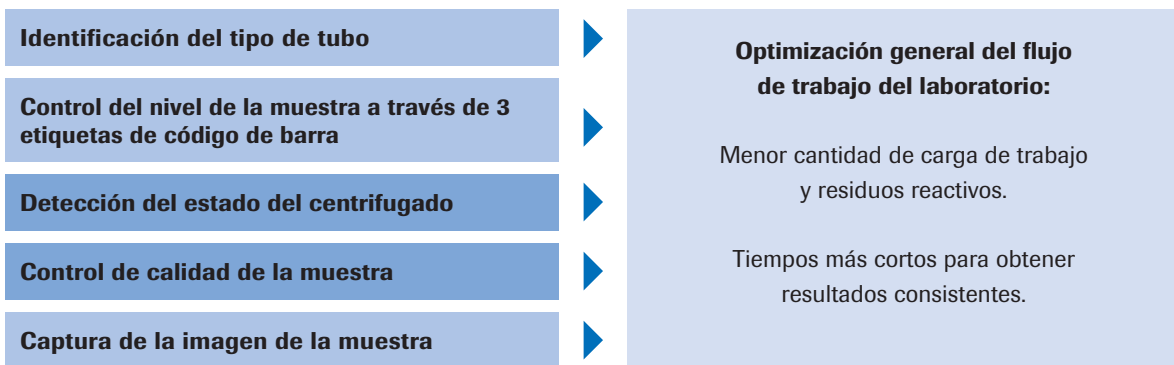 Identificación del tipo de tubo
Control del nivel de la muestra a través de 3
etiquetas de código de barra
Detección del estado del centrifugado
Control de calidad de la muestra
Captura de la imagen de la muestra
Optimización general del flujo
de trabajo del laboratorio:
Menor cantidad de carga de trabajo
y residuos reactivos.
Tiempos más cortos para obtener
resultados consistentes.